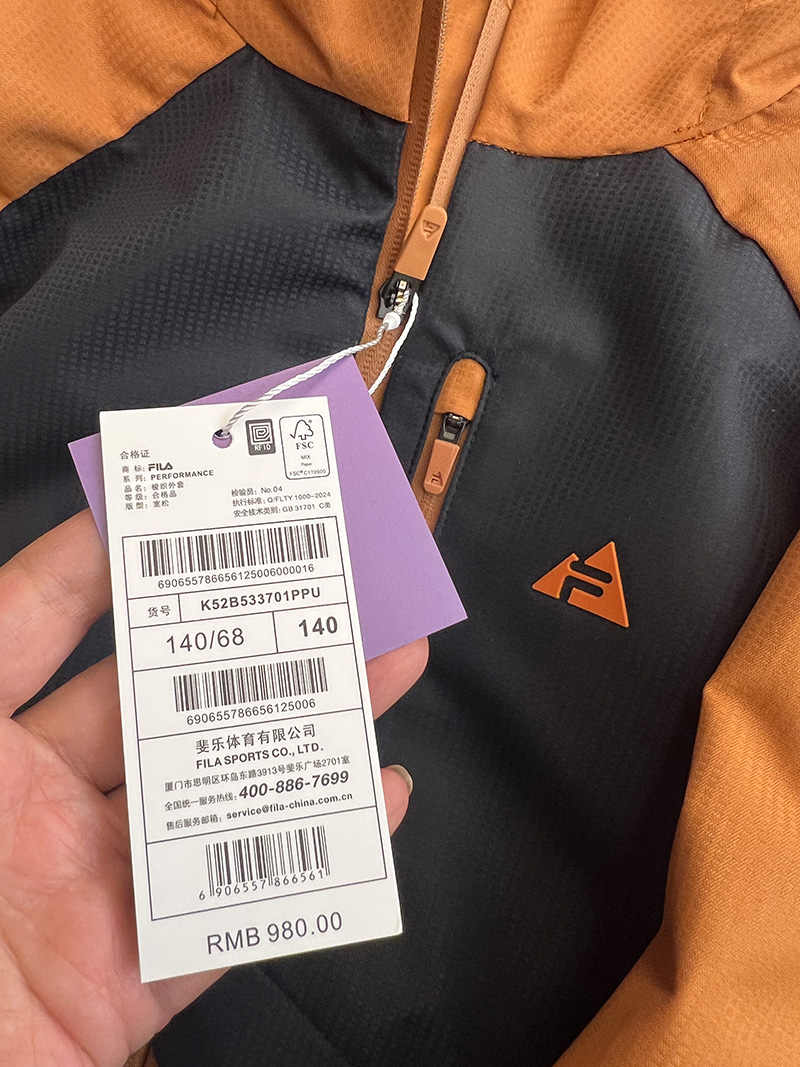 合格证
RFID
FSC
MIX
Paper
FSC® C172800
商 标: FILA
系 列: PERFORMANCE
品 名: 梭织外套
等 级: 合格品
版 型: 宽松
检验员: No.04
执行标准: Q/FLTY 1000-2024
安全技术类别: GB 31701 C类
690655786656125006000016
货号 K52B533701PPU
140/68 140
690655786656125006
斐乐体育有限公司
FILA SPORTS CO., LTD.
厦门市思明区环岛东路3913号斐乐广场2701室
全国统一服务热线: 400-886-7699
售后服务邮箱: service@fila-china.com.cn
6 906557 866561
RMB 980.00